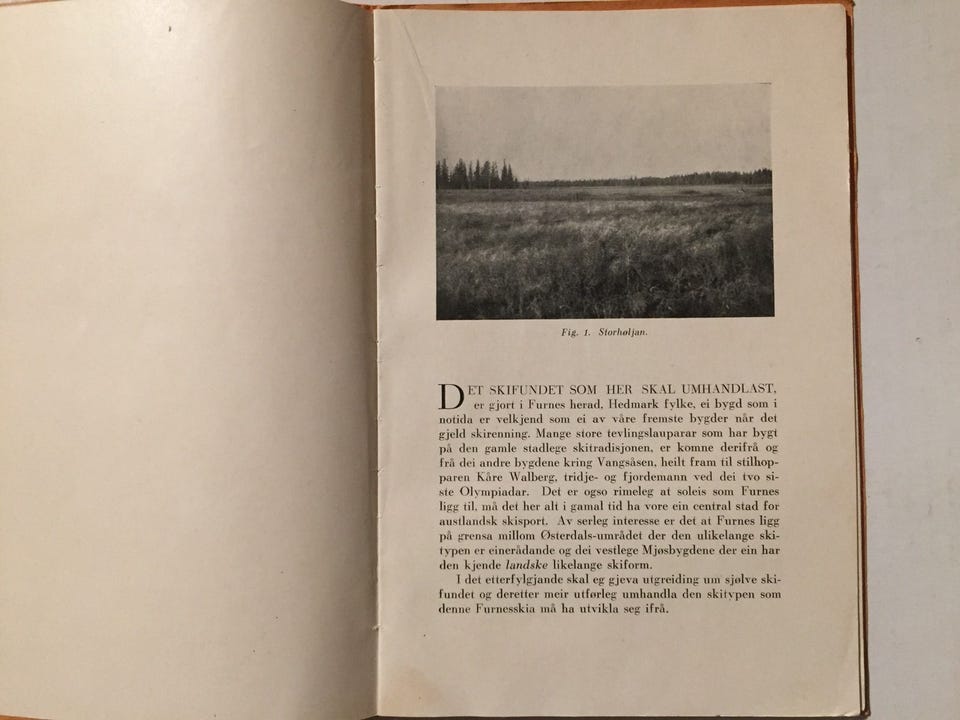 Fig. 1. Storhøljan.
DET SKIFUNDET SOM HER SKAL UMHANDLAST,
er gjort i Furnes herad, Hedmark fylke, ei bygd som i
notida er velkjend som ei av våre fremste bygder når det
gjeld skirenning. Mange store tevlingslauparar som har bygt
på den gamle stadlege skitradisjonen, er komne derifrå og
frå dei andre bygdene kring Vangsåsen, heilt fram til stilhop-
paren Kåre Walberg, tridje- og fjordemann ved dei tvo si-
ste Olympiadar. Det er ogso rimeleg at soleis som Furnes
ligg til, må det her alt i gamal tid ha vore ein central stad for
austlandsk skisport. Av serleg interesse er det at Furnes ligg
på grensa millom Østerdals-umrådet der den ulikelange ski-
typen er einerådande og dei vestlege Mjøsbygdene der ein har
den kjende landske likelange skiform.
I det etterfylgjande skal eg gjeva utgreiding um sjølve ski-
fundet og deretter meir utførleg umhandla den skitypen som
denne Furnesskia må ha utvikla seg ifrå.